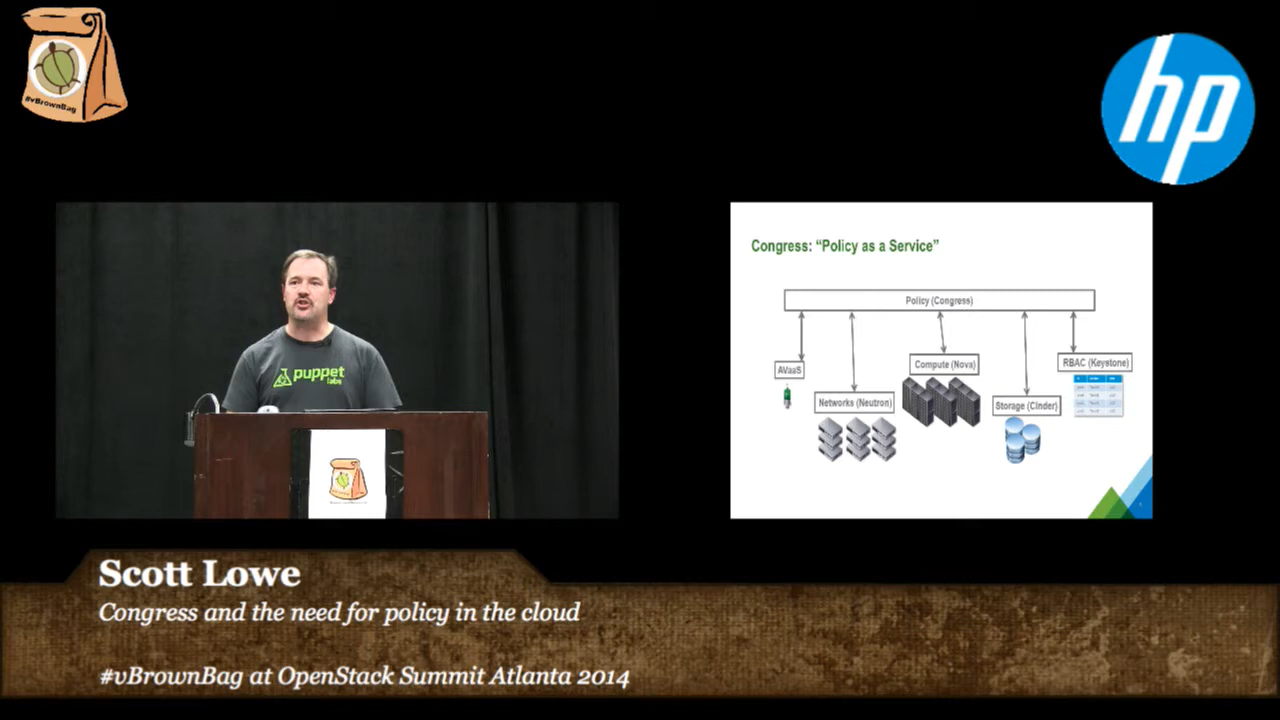 #vBrownBag
hp
Congress: “Policy as a Service”
Policy (Congress)
AVaaS
Networks (Neutron)
Compute (Nova)
Storage (Cinder)
RBAC (Keystone)
puppet
labs
Scott Lowe
Congress and the need for policy in the cloud
#vBrownBag at OpenStack Summit Atlanta 2014